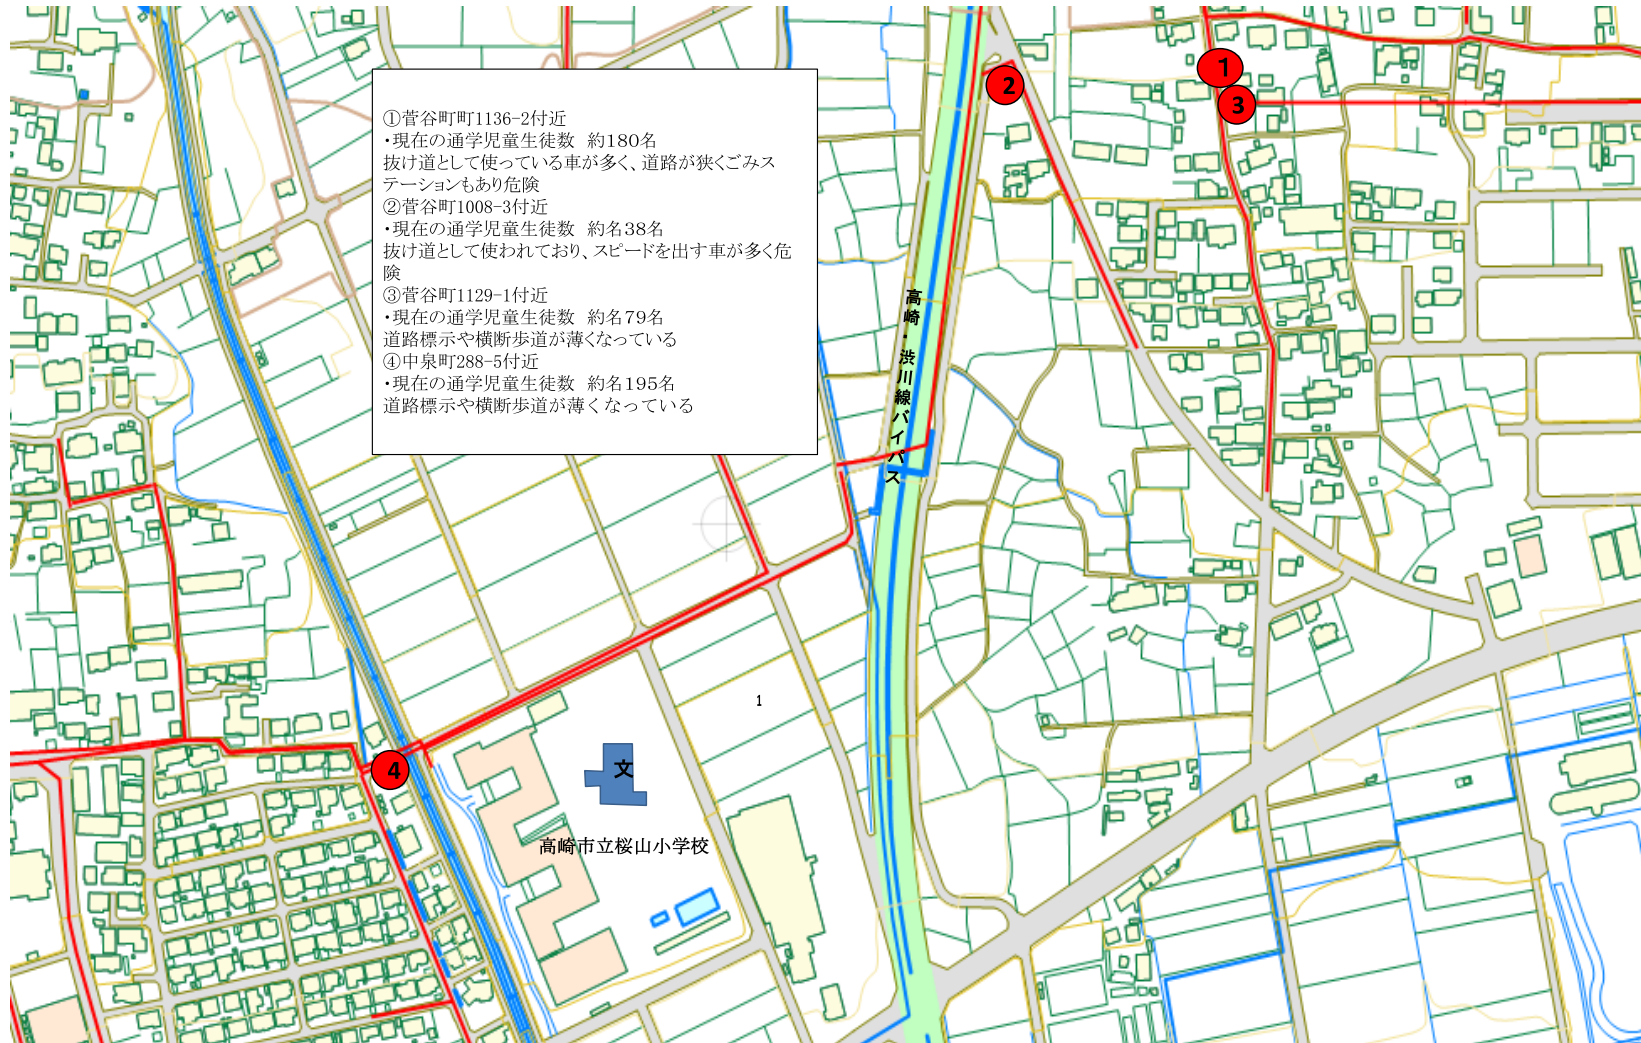 ①菅谷町町1136-2付近
・現在の通学児童生徒数　約180名
抜け道として使っている車が多く、道路が狭くごみス
テーションもあり危険
②菅谷町1008-3付近
・現在の通学児童生徒数　約名38名
抜け道として使われており、スピードを出す車が多く危
険
③菅谷町1129-1付近
・現在の通学児童生徒数　約名79名
道路標示や横断歩道が薄くなっている
④中泉町288-5付近
・現在の通学児童生徒数　約名195名
道路標示や横断歩道が薄くなっている
高崎・渋川線バイパス
1
2
3
4
1
文
高崎市立桜山小学校